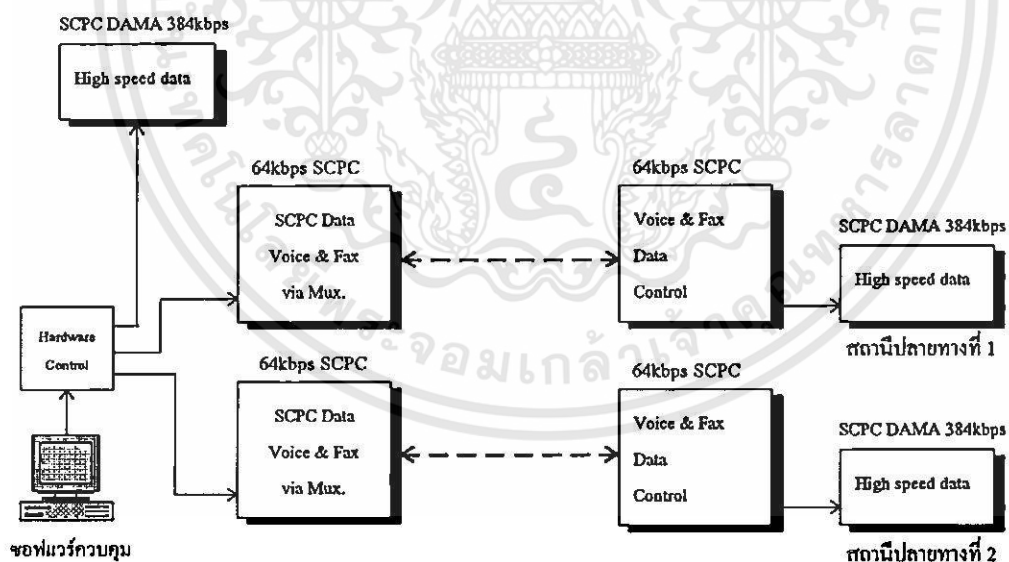 SCPC DAMA 384kbps
High speed data
64kbps SCPC
SCPC Data
Voice & Fax
via Mux.
64kbps SCPC
Voice & Fax
Data
Control
SCPC DAMA 384kbps
High speed data
สถานีปลายทางที่ 1
Hardware
Control
ซอฟแวร์ควบคุม
64kbps SCPC
SCPC Data
Voice & Fax
via Mux.
64kbps SCPC
Voice & Fax
Data
Control
SCPC DAMA 384kbps
High speed data
สถานีปลายทางที่ 2